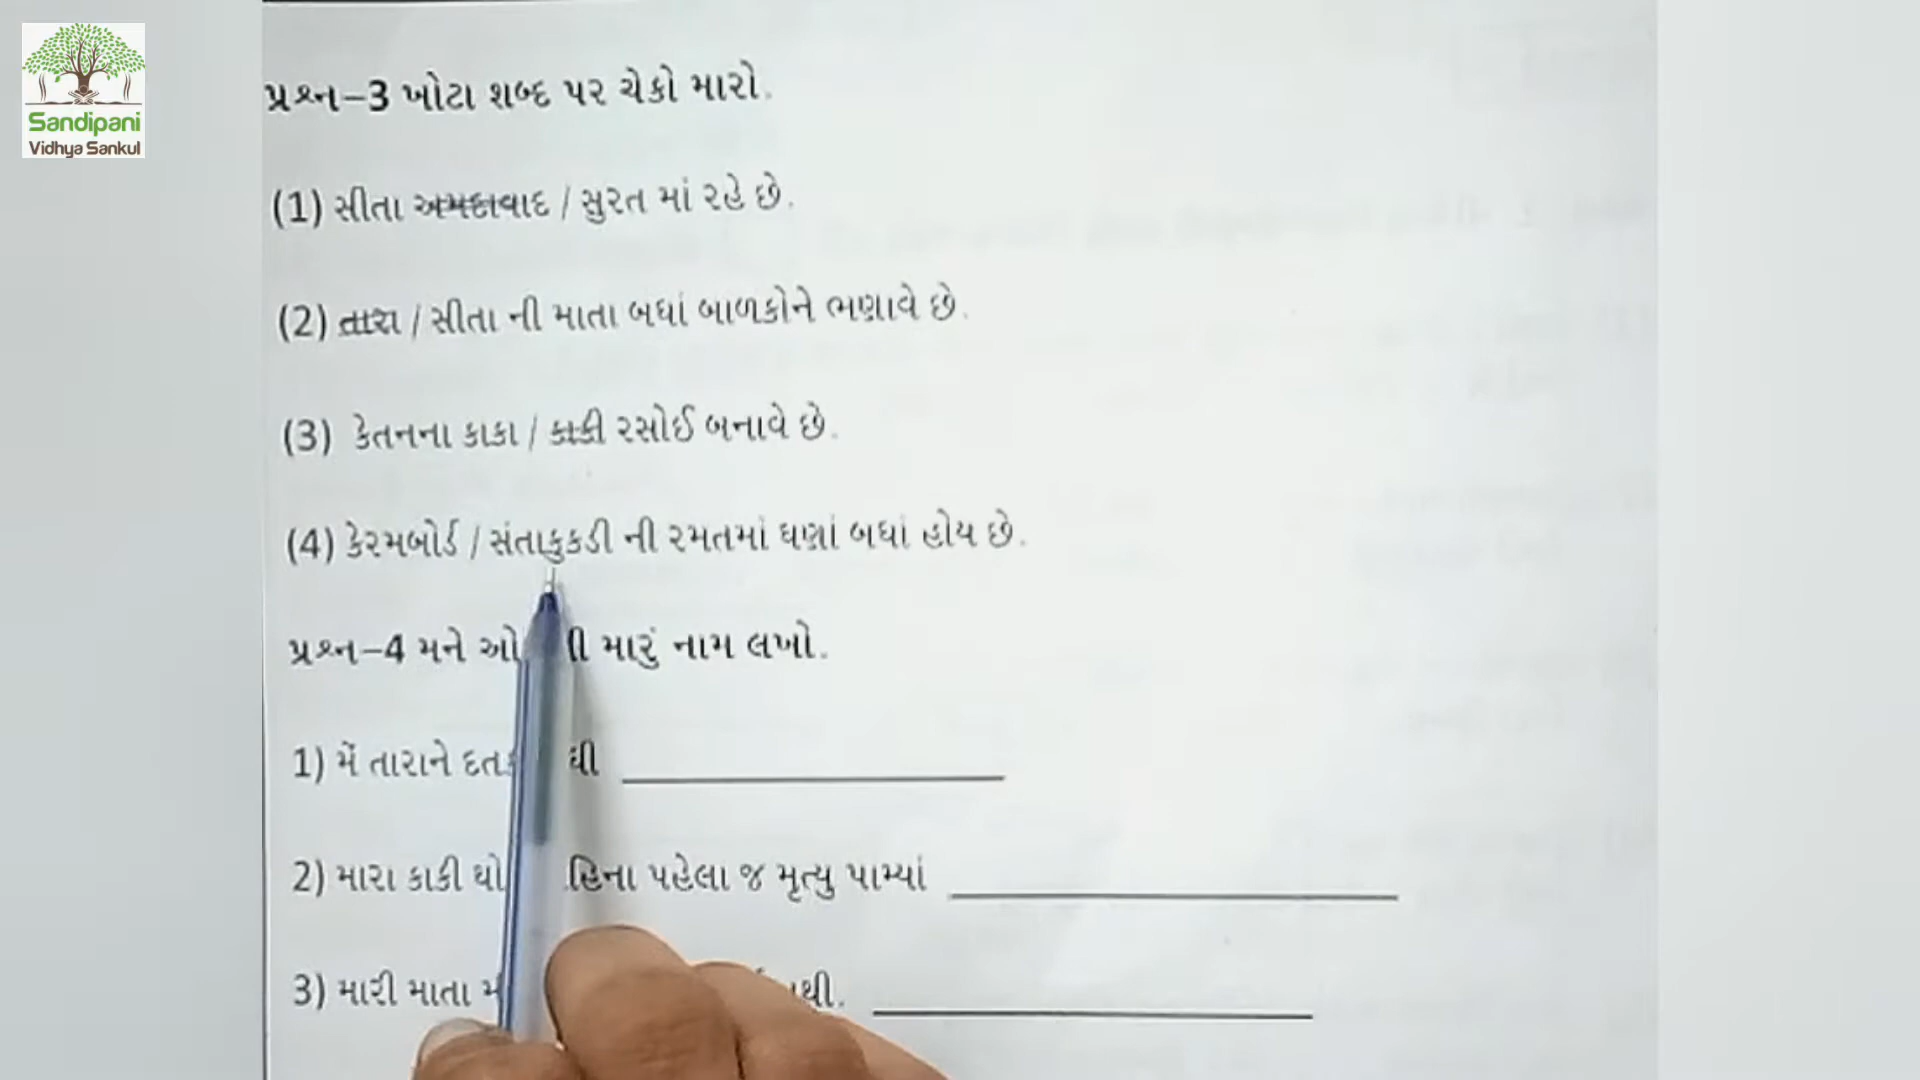 Sandipani
Vidhya Sankul
પ્રશ્ન-3 ખોટા શબ્દ પર ચેકો મારો.
(1) સીતા અમદાવાદ / સુરત માં રહે છે.
(2) તારા / સીતા ની માતા બધાં બાળકોને ભણાવે છે.
(3) કેતનના કાકા / કાકી રસોઈ બનાવે છે.
(4) કેરમબોર્ડ / સંતાકુકડી ની રમતમાં ઘણાં બધાં હોય છે.
પ્રશ્ન-4 મને મારું નામ લખો.
1) મેં તારાને
2) મારા કાકી પહેલા જ મૃત્યુ પામ્યાં
3) મારી માતા